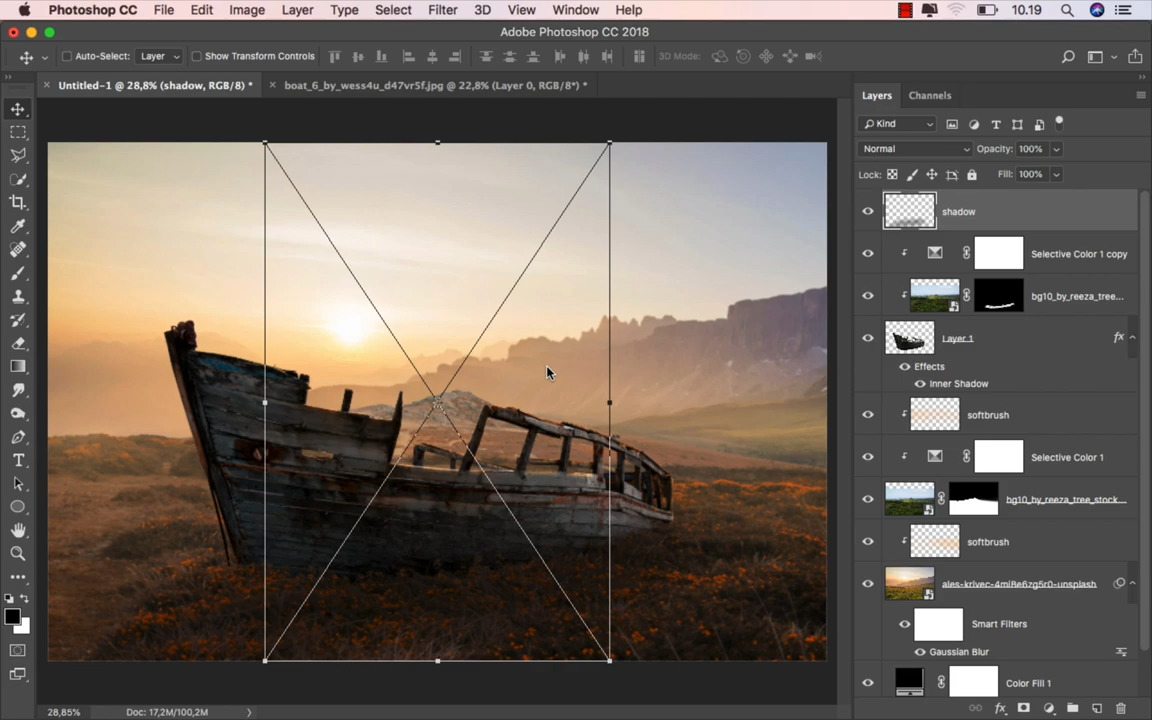 Photoshop CC File Edit Image Layer Type Select Filter 3D View Window Help 10.19
Adobe Photoshop CC 2018
Auto-Select: Layer Show Transform Controls 3D Mode:
Untitled-1 @ 28,8% (shadow, RGB/8) * boat_6_by_wess4u_d47vr5f.jpg @ 22,8% (Layer 0, RGB/8*) *
Layers Channels
Kind
Normal Opacity: 100%
Lock: Fill: 100%
shadow
Selective Color 1 copy
bg10_by_reeza_tree...
Layer 1 fx
Effects
Inner Shadow
softbrush
Selective Color 1
bg10_by_reeza_tree_stock...
softbrush
ales-krivec-4miBe6zg5r0-unsplash
Smart Filters
Gaussian Blur
Color Fill 1
28,85% Doc: 17,2M/100,2M
fx